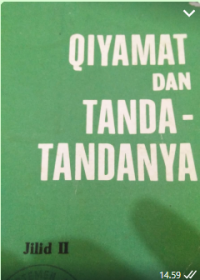 QIYAMAT
DAN
TANDA-
TANDANYA
Jilid II
14.59